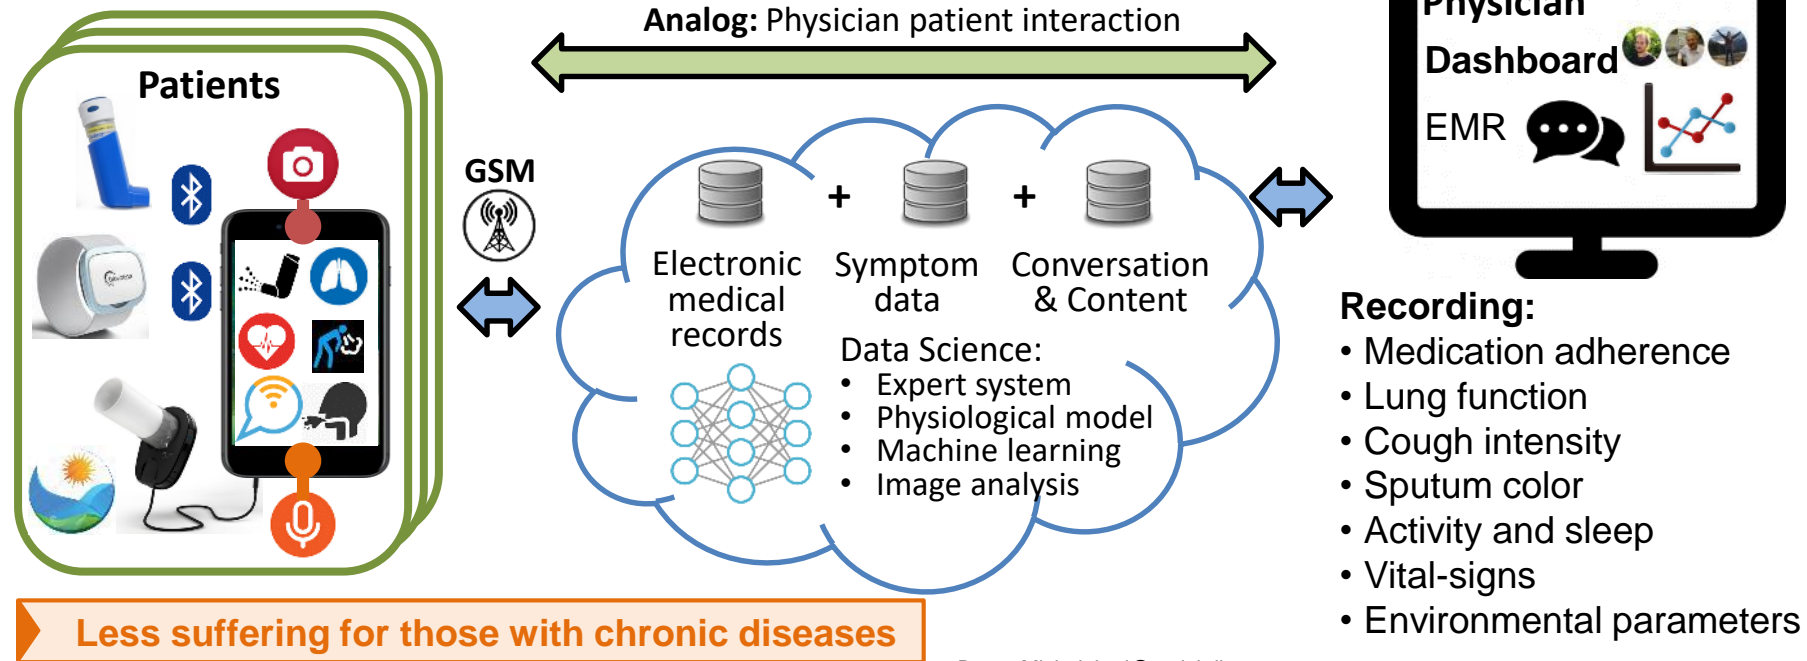 Analog: Physician patient interaction
Physician
Dashboard
EMR
Patients
GSM
+
+
Electronic
medical
records
Symptom
data
Conversation
& Content
Data Science:
• Expert system
• Physiological model
• Machine learning
• Image analysis
Recording:
• Medication adherence
• Lung function
• Cough intensity
• Sputum color
• Activity and sleep
• Vital-signs
• Environmental parameters
Less suffering for those with chronic diseases